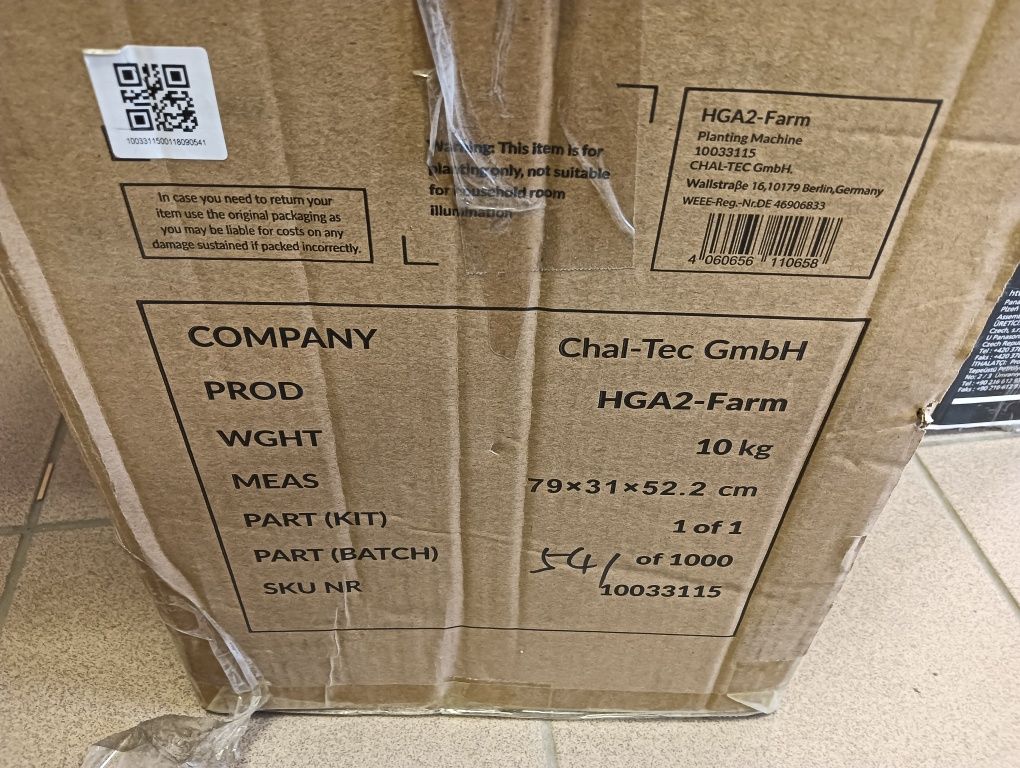 1003311500118090541
In case you need to return your
item use the original packaging as
you may be liable for costs on any
damage sustained if packed incorrectly.
Warning: This item is for
planting only, not suitable
for household room
illumination
HGA2-Farm
Planting Machine
10033115
CHAL-TEC GmbH.
Wallstraße 16,10179 Berlin,Germany
WEEE-Reg.-Nr.DE 46906833
4 060656 110658
COMPANY Chal-Tec GmbH
PROD HGA2-Farm
WGHT 10 kg
MEAS 79×31×52.2 cm
PART (KIT) 1 of 1
PART (BATCH) 541 of 1000
SKU NR 10033115
Czech Repu